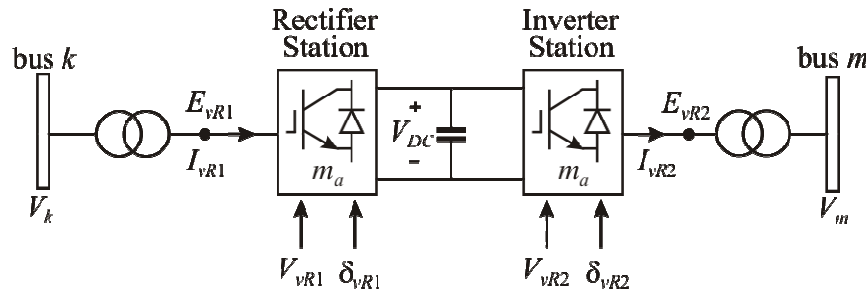 Rectifier
Station
Inverter
Station
bus k
bus m
E_vR1
I_vR1
+
V_DC
-
m_a
m_a
E_vR2
I_vR2
V_k
V_m
V_vR1
δ_vR1
V_vR2
δ_vR2